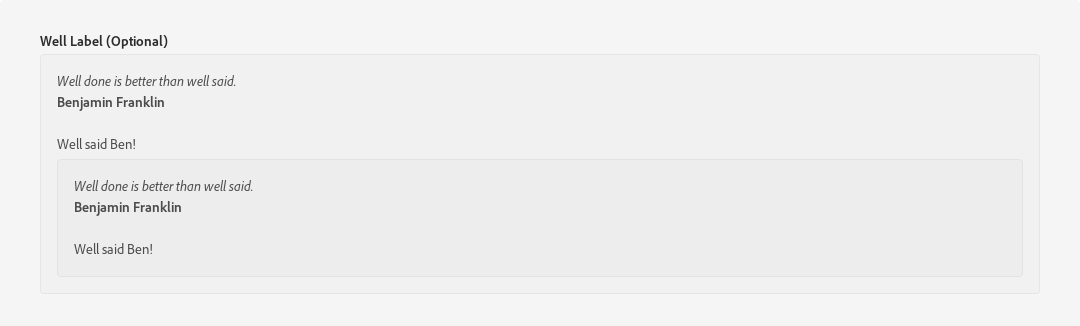 Well Label (Optional)
Well done is better than well said.
Benjamin Franklin
Well said Ben!
Well done is better than well said.
Benjamin Franklin
Well said Ben!